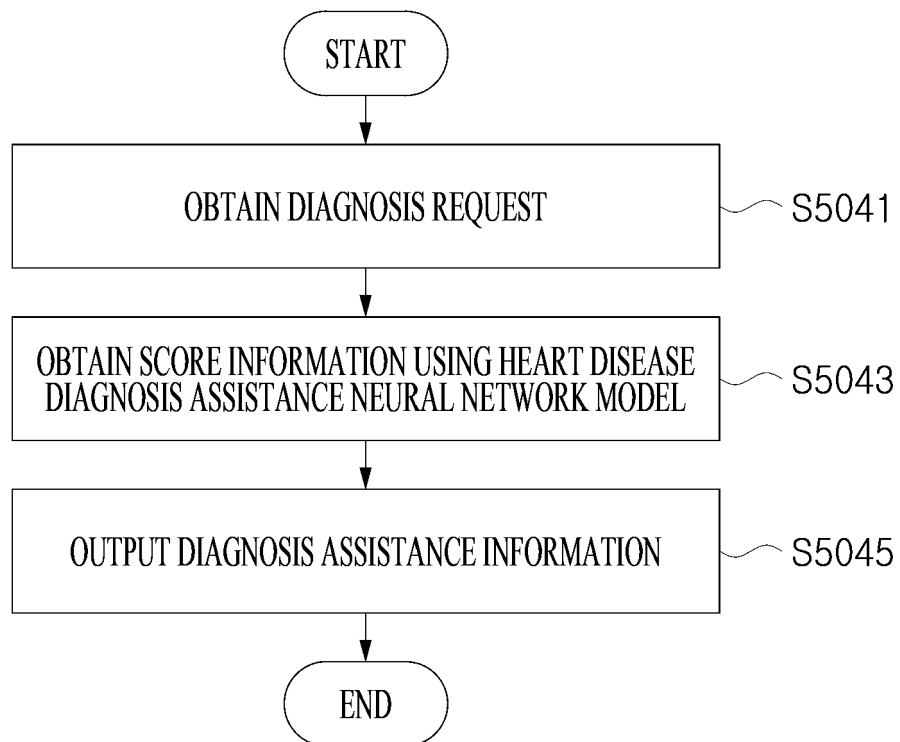 START
OBTAIN DIAGNOSIS REQUEST
S5041
OBTAIN SCORE INFORMATION USING HEART DISEASE
DIAGNOSIS ASSISTANCE NEURAL NETWORK MODEL
S5043
OUTPUT DIAGNOSIS ASSISTANCE INFORMATION
S5045
END